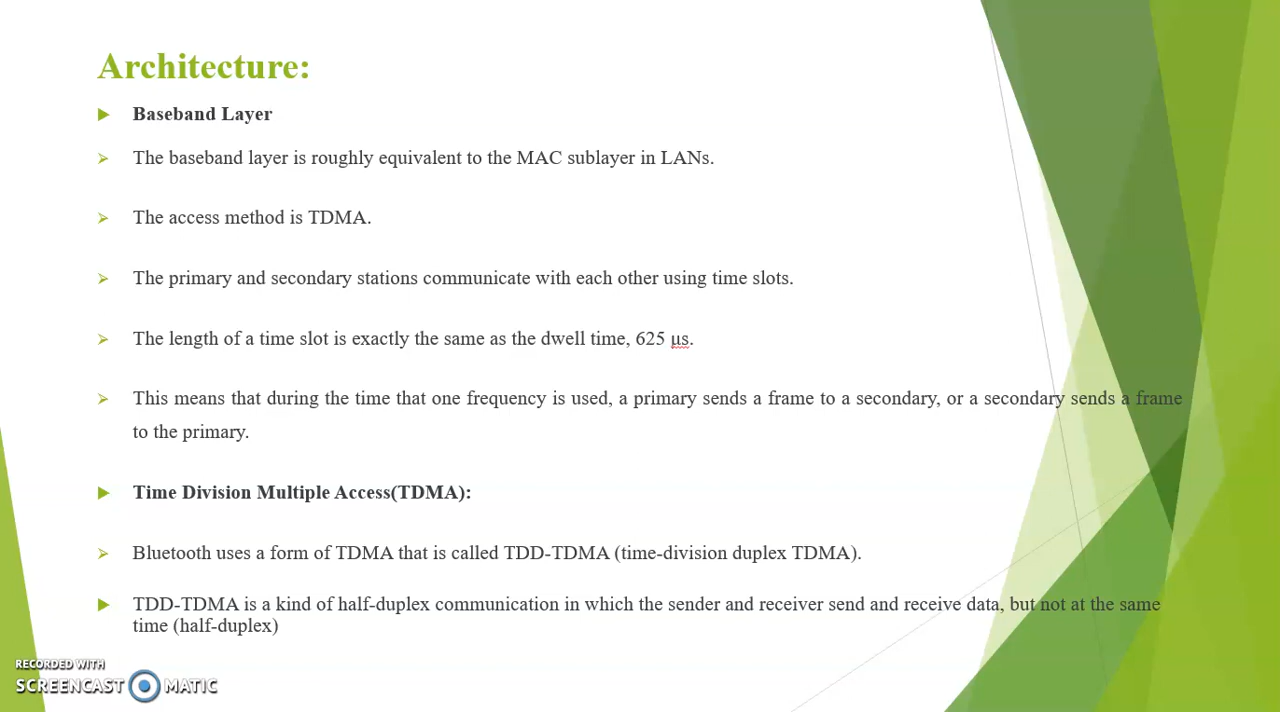 Architecture:
Baseband Layer
The baseband layer is roughly equivalent to the MAC sublayer in LANs.
The access method is TDMA.
The primary and secondary stations communicate with each other using time slots.
The length of a time slot is exactly the same as the dwell time, 625 μs.
This means that during the time that one frequency is used, a primary sends a frame to a secondary, or a secondary sends a frame
to the primary.
Time Division Multiple Access(TDMA):
Bluetooth uses a form of TDMA that is called TDD-TDMA (time-division duplex TDMA).
TDD-TDMA is a kind of half-duplex communication in which the sender and receiver send and receive data, but not at the same
time (half-duplex)
RECORDED WITH
SCREENCAST MATIC